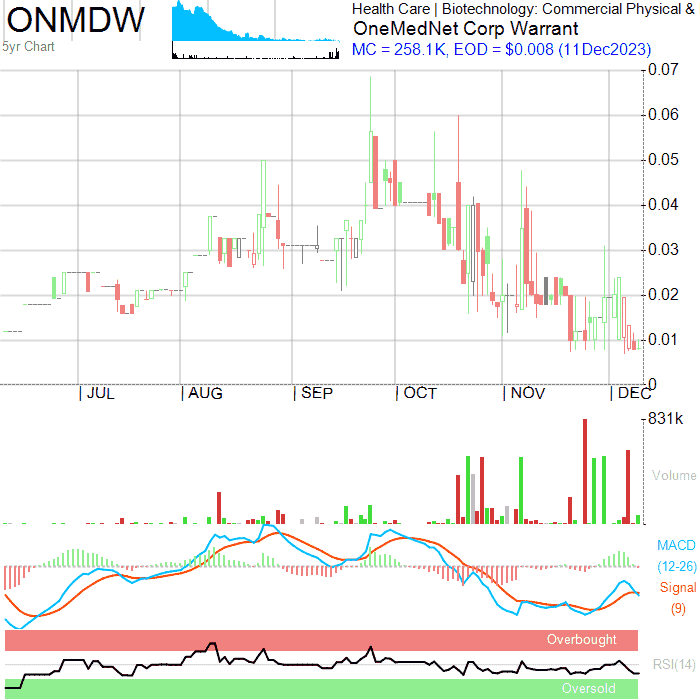 ONMDW
5yr Chart
Health Care | Biotechnology: Commercial Physical &
OneMedNet Corp Warrant
MC = 258.1K, EOD = $0.008 (11Dec2023)
0.07
0.06
0.05
0.04
0.03
0.02
0.01
0
| JUL | AUG | SEP | OCT | NOV | DEC
831k
Volume
MACD
(12-26)
Signal
(9)
Overbought
RSI(14)
Oversold